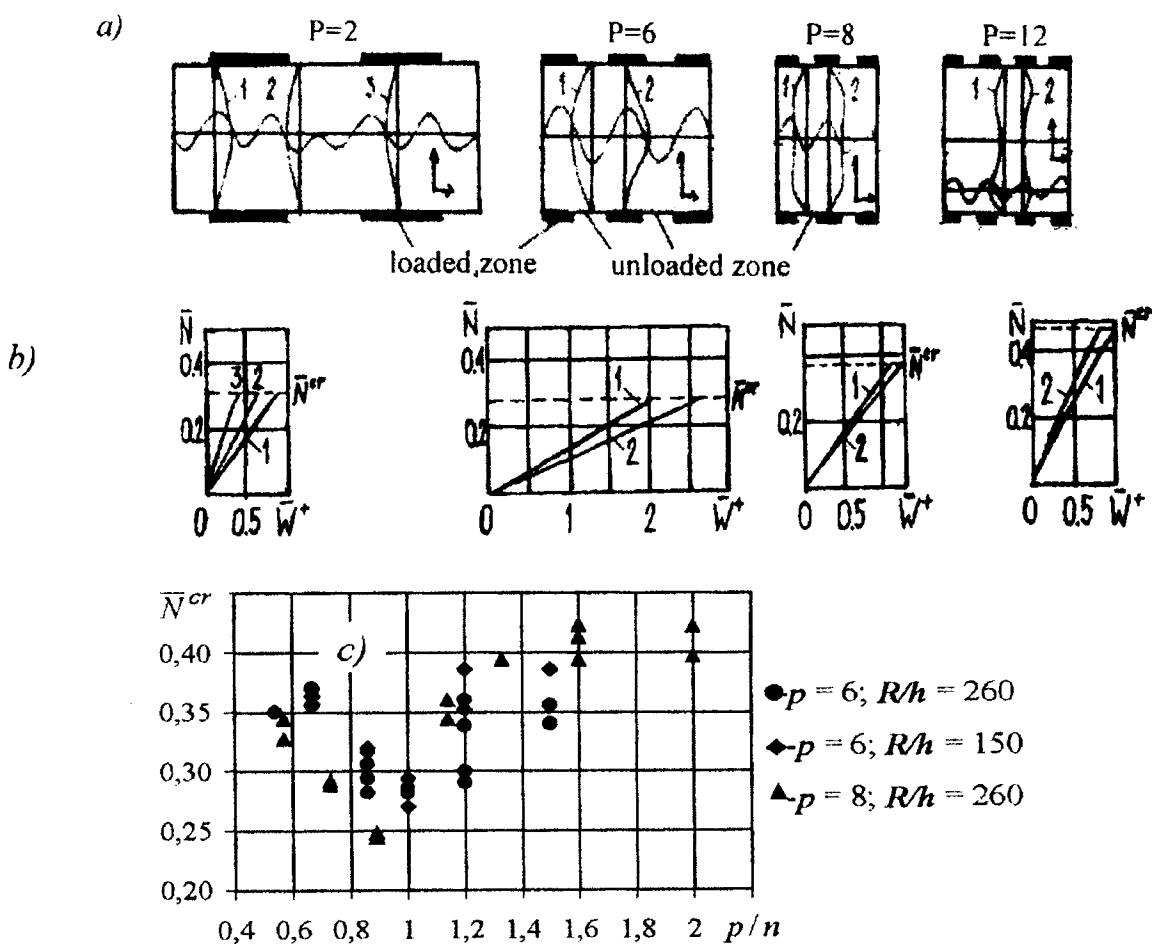 a)
P=2 P=6 P=8 P=12
1 2 3 1 2 1 2 1 2
loaded zone unloaded zone
b)
N̄ N̄ N̄ N̄
0.4 0.4 0.4
3 2 N̄ᶜʳ 1 1 N̄ᶜʳ N̄ᶜʳ
0.2 1 0.2 2 0.2 2 0.2 2 1
0 0.5 W̄⁺ 0 1 2 W̄⁺ 0 0.5 W̄⁺ 0 0.5 W̄⁺
N̄ᶜʳ
c)
0,40
0,35
0,30
0,25
0,20
0,4 0,6 0,8 1 1,2 1,4 1,6 1,8 2 p/n
p = 6; R/h = 260
p = 6; R/h = 150
p = 8; R/h = 260